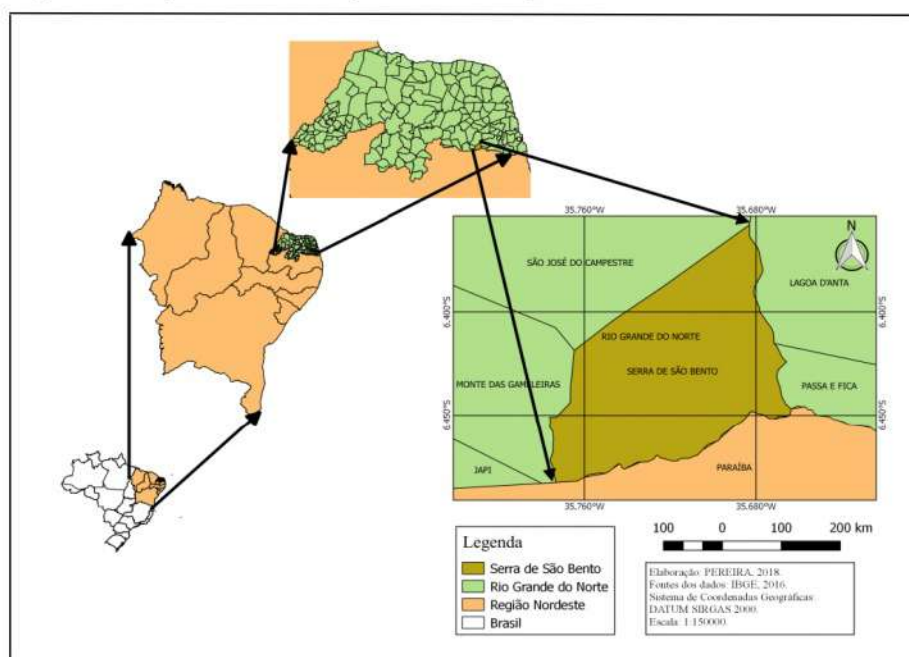 35.760°W
35.680°W
N
SÃO JOSÉ DO CAMPESTRE
LAGOA D'ANTA
6.400°S
6.400°S
RIO GRANDE DO NORTE
SERRA DE SÃO BENTO
MONTE DAS GAMELEIRAS
PASSA E FICA
6.450°S
6.450°S
JAPI
PARAÍBA
35.760°W
35.680°W
Legenda
Serra de São Bento
Rio Grande do Norte
Região Nordeste
Brasil
100 0 100 200 km
Elaboração: PEREIRA, 2018.
Fontes dos dados: IBGE, 2016.
Sistema de Coordenadas Geográficas
DATUM SIRGAS 2000.
Escala: 1:150000.